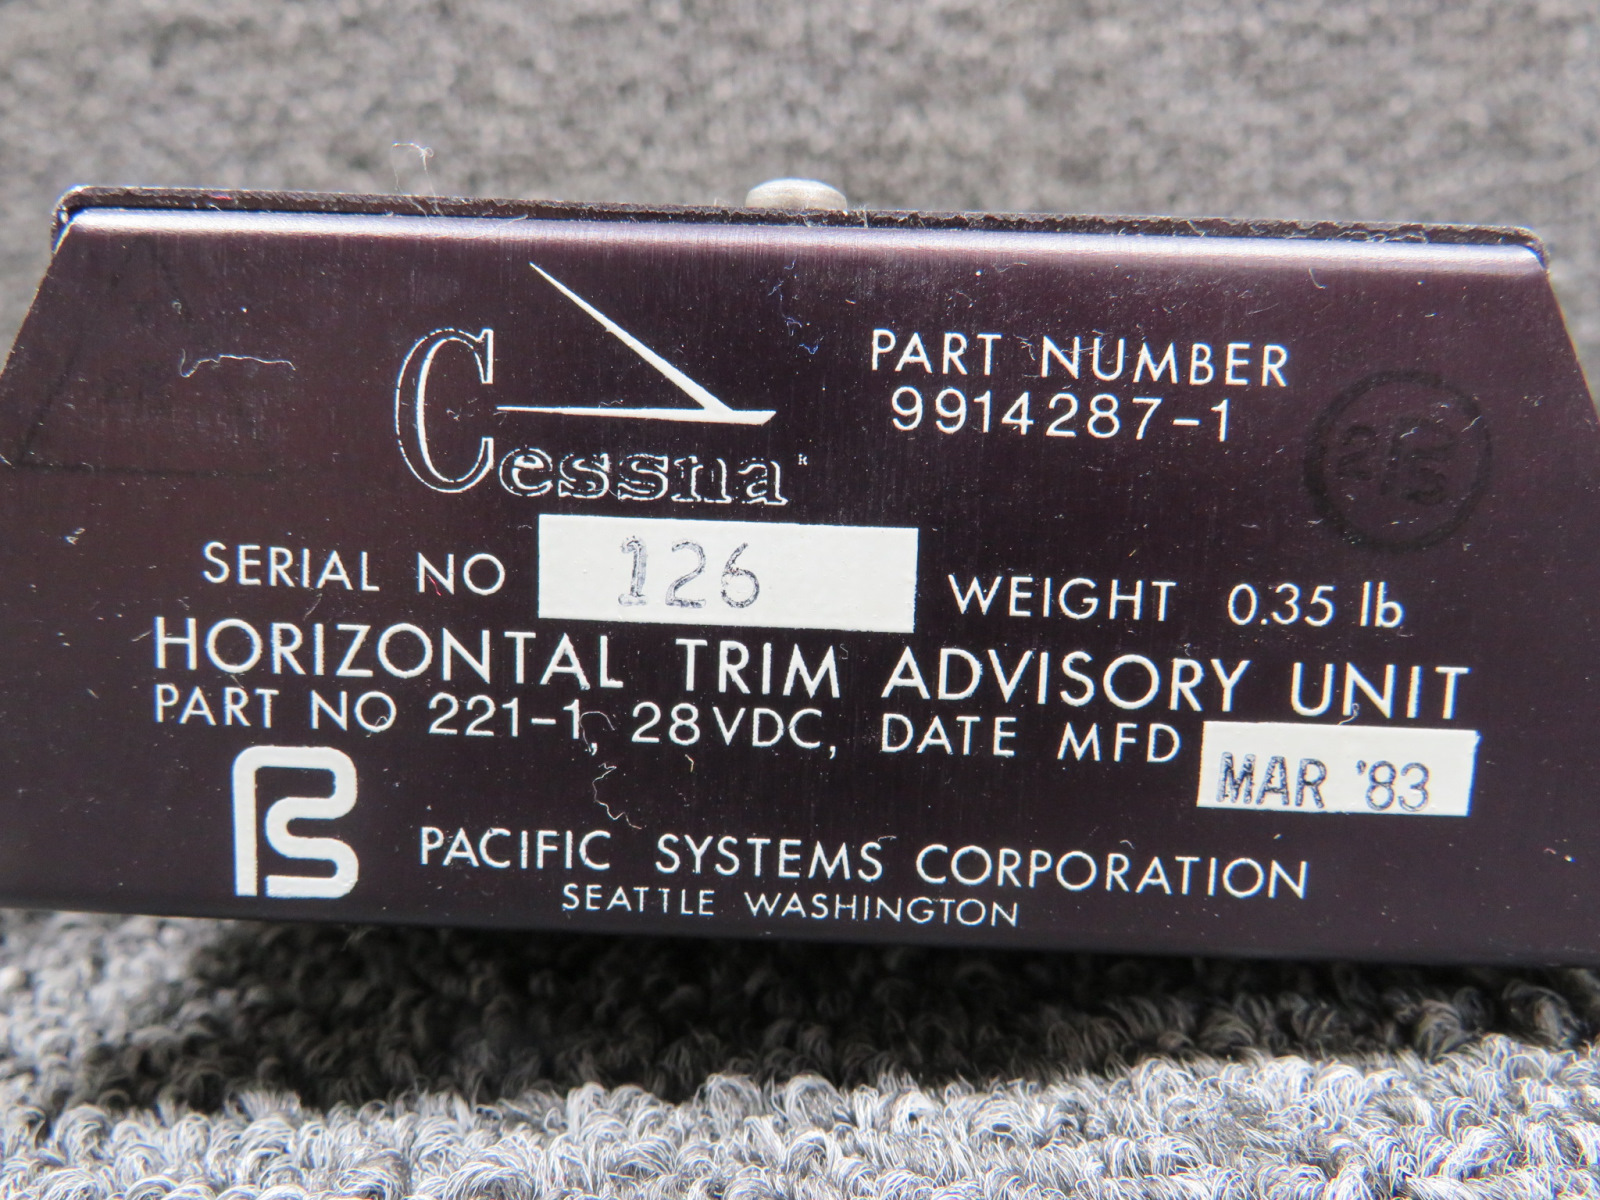 Cessna
PART NUMBER
9914287-1
SERIAL NO 126 WEIGHT 0.35 lb
HORIZONTAL TRIM ADVISORY UNIT
PART NO 221-1, 28VDC, DATE MFD MAR '83
PACIFIC SYSTEMS CORPORATION
SEATTLE WASHINGTON